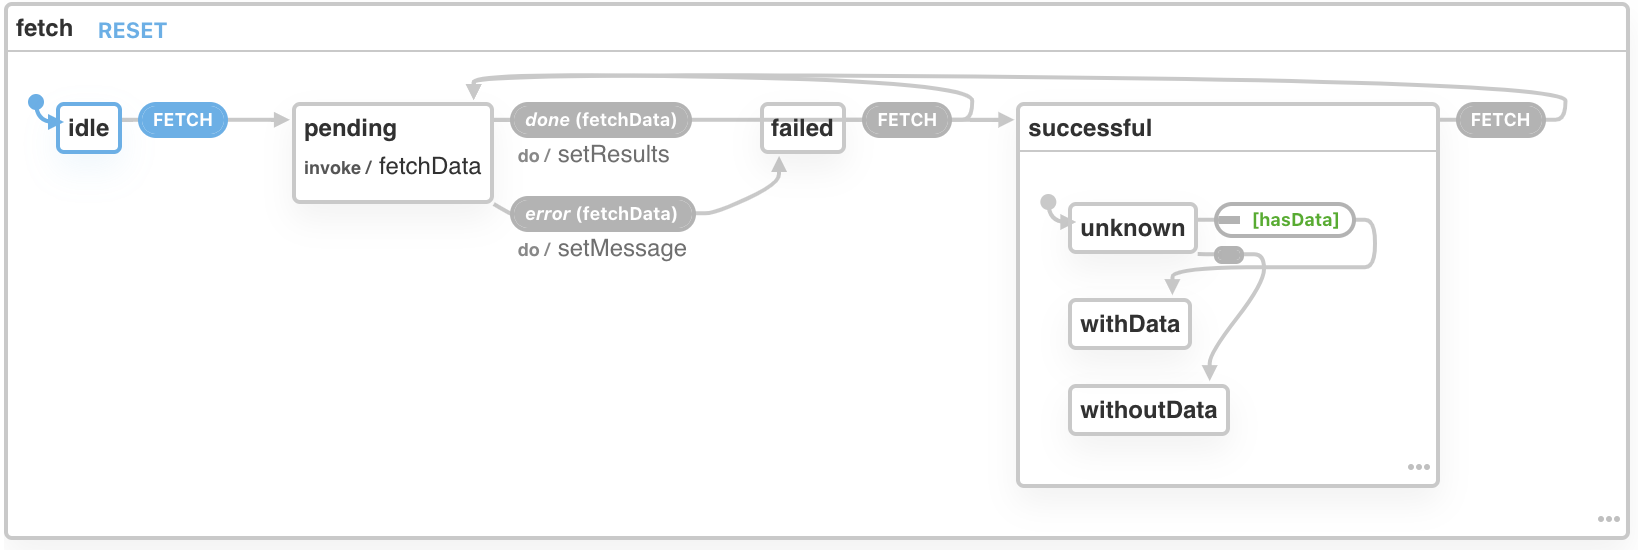 fetch RESET
idle
FETCH
pending
invoke / fetchData
done (fetchData)
do / setResults
error (fetchData)
do / setMessage
failed
FETCH
successful
FETCH
unknown
[hasData]
withData
withoutData